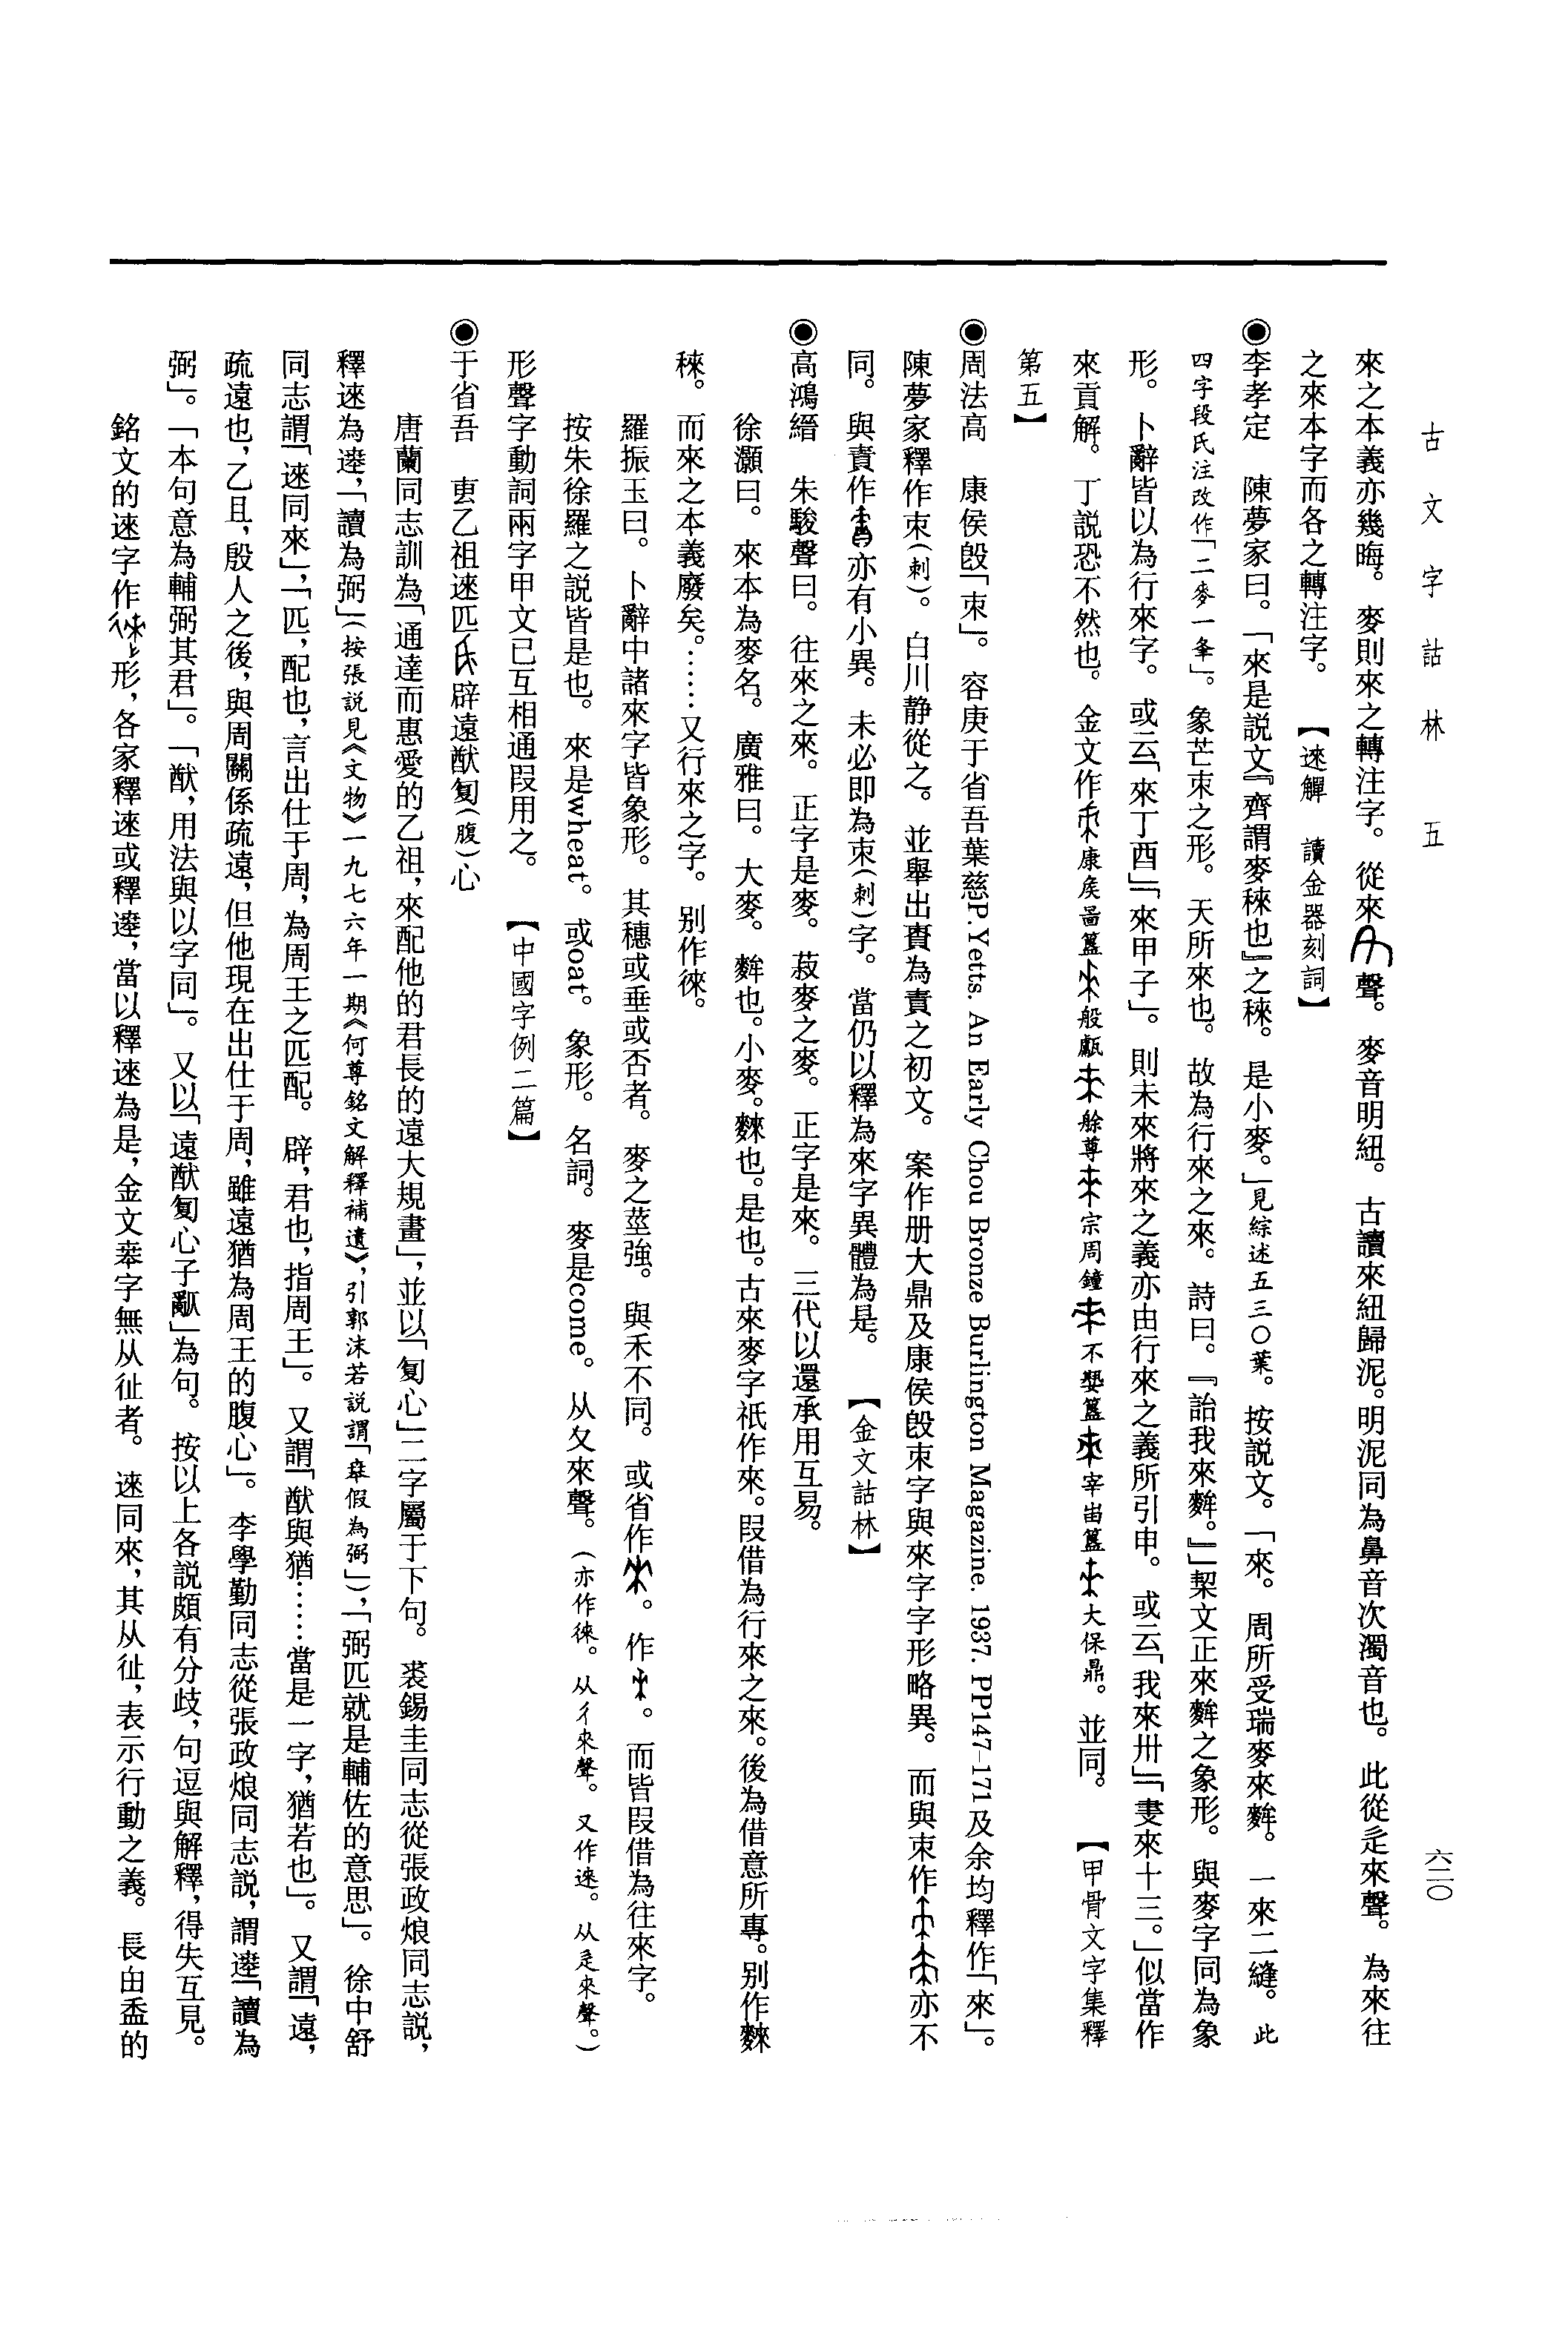 古文字詁林　五
六二〇
來之本義亦幾晦。麥則來之轉注字。從來聲。麥音明紐。古讀來紐歸泥。明泥同為鼻音次濁音也。此從辵來聲。為來往
之來本字而各之轉注字。【逨觶　讀金器刻詞】
◉李孝定　陳夢家曰。「來是説文『齊謂麥䅘也』之䅘。是小麥。」見綜述五三〇葉。按説文。「來。周所受瑞麥來麰。一來二縫。此
四字段氏注改作「二麥一夆」。象芒朿之形。天所來也。故為行來之來。詩曰。『詒我來麰。』」栔文正來麰之象形。與麥字同為象
形。卜辭皆以為行來字。或云「來丁酉」「來甲子」。則未來將來之義亦由行來之義所引申。或云「我來卅」「㚔來十三。」似當作
來貢解。丁説恐不然也。金文作康矦啚簋般甗艅尊宗周鐘不𡢁簋宰甾簋大保鼎。並同。【甲骨文字集釋
第五】
◉周法高　康侯𣪘「朿」。容庚于省吾葉慈P. Yetts. An Early Chou Bronze Burlington Magazine. 1937. PP147–171及余均釋作「來」。
陳夢家釋作朿（刺）。白川静從之。並舉出𧵩為責之初文。案作册大鼎及康侯𣪘朿字與來字字形略異。而與朿作亦不
同。與責作亦有小異。未必即為朿（刺）字。當仍以釋為來字異體為是。【金文詁林】
◉高鴻縉　朱駿聲曰。往來之來。正字是麥。菽麥之麥。正字是來。三代以還承用互易。
徐灝曰。來本為麥名。廣雅曰。大麥。麰也。小麥。𪎌也。是也。古來麥字衹作來。叚借為行來之來。後為借意所專。别作𪎌
䅘。而來之本義廢矣。……又行來之字。别作徠。
羅振玉曰。卜辭中諸來字皆象形。其穗或垂或否者。麥之莖強。與禾不同。或省作。作。而皆叚借為往來字。
按朱徐羅之説皆是也。來是wheat。或oat。象形。名詞。麥是come。从夊來聲。（亦作徠。从彳來聲。又作逨。从辵來聲。）
形聲字動詞兩字甲文已互相通叚用之。【中國字例二篇】
◉于省吾　叀乙祖逨匹氏辟遠猷匔（腹）心
唐蘭同志訓為「通達而惠愛的乙祖，來配他的君長的遠大規畫」，並以「匔心」二字屬于下句。裘錫圭同志從張政烺同志説，
釋逨為𨔶，「讀為弼」（按張説見《文物》一九七六年一期《何尊銘文解釋補遺》，引郭沫若説謂「𠦪假為弼」），「弼匹就是輔佐的意思」。徐中舒
同志謂「逨同來」，「匹，配也，言出仕于周，為周王之匹配。辟，君也，指周王」。又謂「猷與猶……當是一字，猶若也」。又謂「遠，
疏遠也，乙且，殷人之後，與周關係疏遠，但他現在出仕于周，雖遠猶為周王的腹心」。李學勤同志從張政烺同志説，謂𨔶「讀為
弼」。「本句意為輔弼其君」。「猷，用法與以字同」。又以「遠猷匔心子𠭯」為句。按以上各説頗有分歧，句逗與解釋，得失互見。
銘文的逨字作形，各家釋逨或釋𨔶，當以釋逨為是，金文𠦪字無从㢟者。逨同來，其从㢟，表示行動之義。長甶盉的